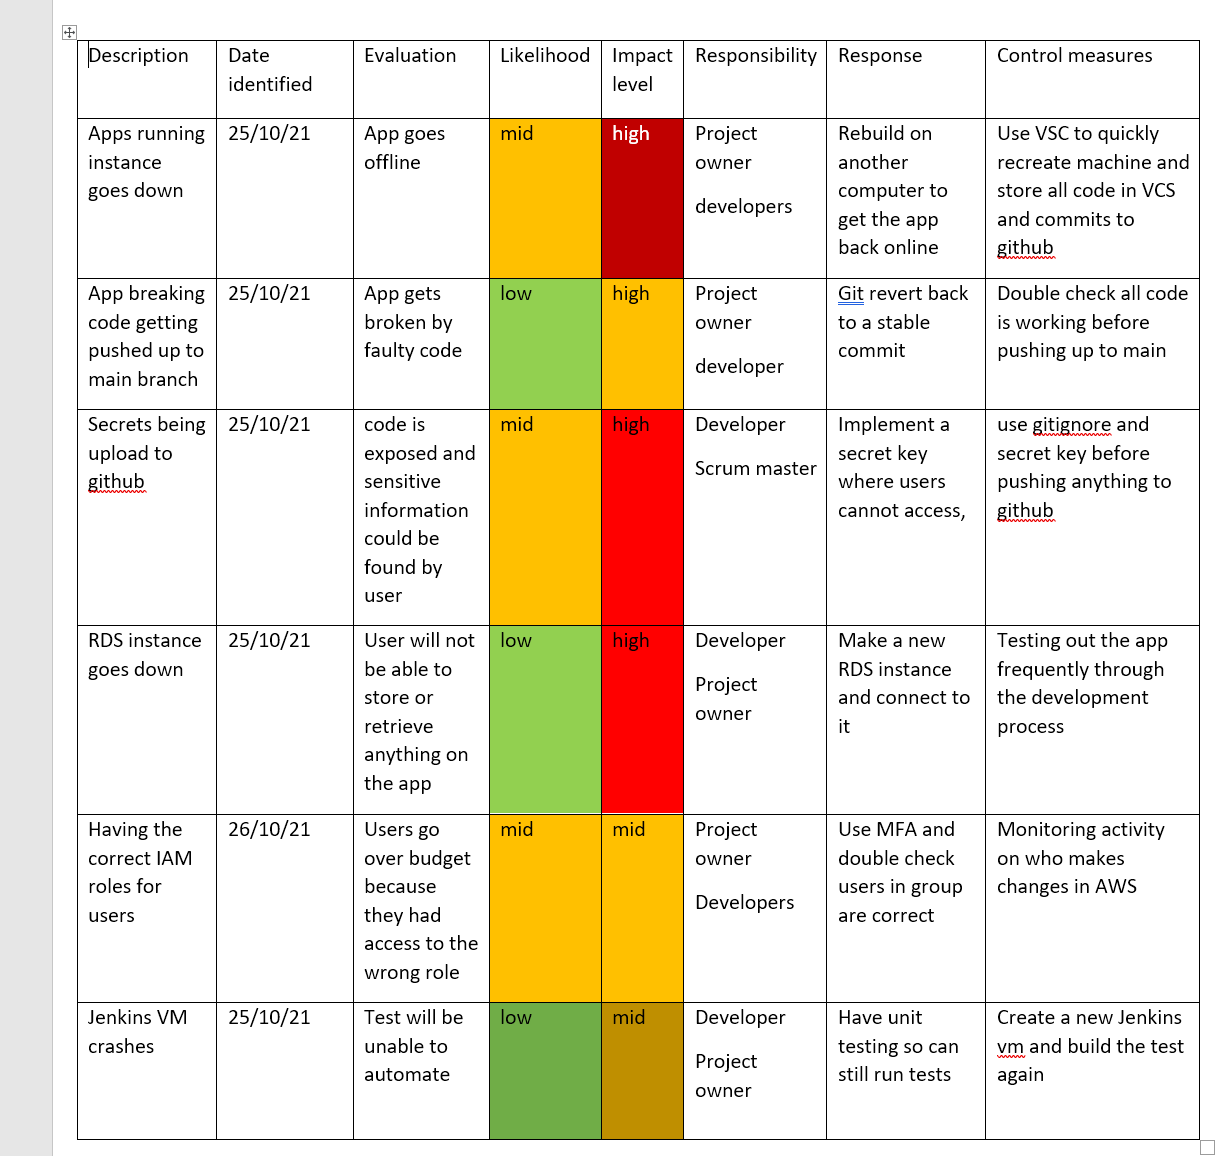 Description
Date
identified
Evaluation
Likelihood
Impact
level
Responsibility
Response
Control measures
Apps running
instance
goes down
25/10/21
App goes
offline
mid
high
Project
owner
developers
Rebuild on
another
computer to
get the app
back online
Use VSC to quickly
recreate machine and
store all code in VCS
and commits to
github
App breaking
code getting
pushed up to
main branch
25/10/21
App gets
broken by
faulty code
low
high
Project
owner
developer
Git revert back
to a stable
commit
Double check all code
is working before
pushing up to main
Secrets being
upload to
github
25/10/21
code is
exposed and
sensitive
information
could be
found by
user
mid
high
Developer
Scrum master
Implement a
secret key
where users
cannot access,
use gitignore and
secret key before
pushing anything to
github
RDS instance
goes down
25/10/21
User will not
be able to
store or
retrieve
anything on
the app
low
high
Developer
Project
owner
Make a new
RDS instance
and connect to
it
Testing out the app
frequently through
the development
process
Having the
correct IAM
roles for
users
26/10/21
Users go
over budget
because
they had
access to the
wrong role
mid
mid
Project
owner
Developers
Use MFA and
double check
users in group
are correct
Monitoring activity
on who makes
changes in AWS
Jenkins VM
crashes
25/10/21
Test will be
unable to
automate
low
mid
Developer
Project
owner
Have unit
testing so can
still run tests
Create a new Jenkins
vm and build the test
again